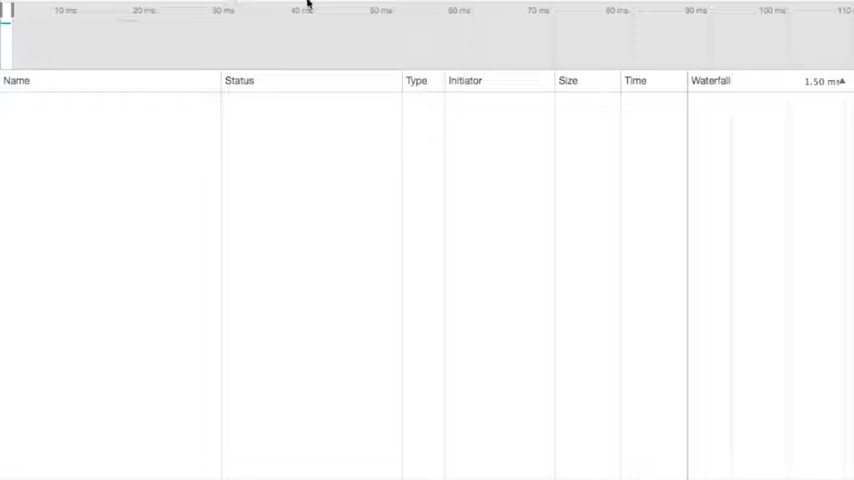 10 ms 20 ms 30 ms 40 ms 50 ms 60 ms 70 ms 80 ms 90 ms 100 ms 110
Name Status Type Initiator Size Time Waterfall 1.50 ms▲